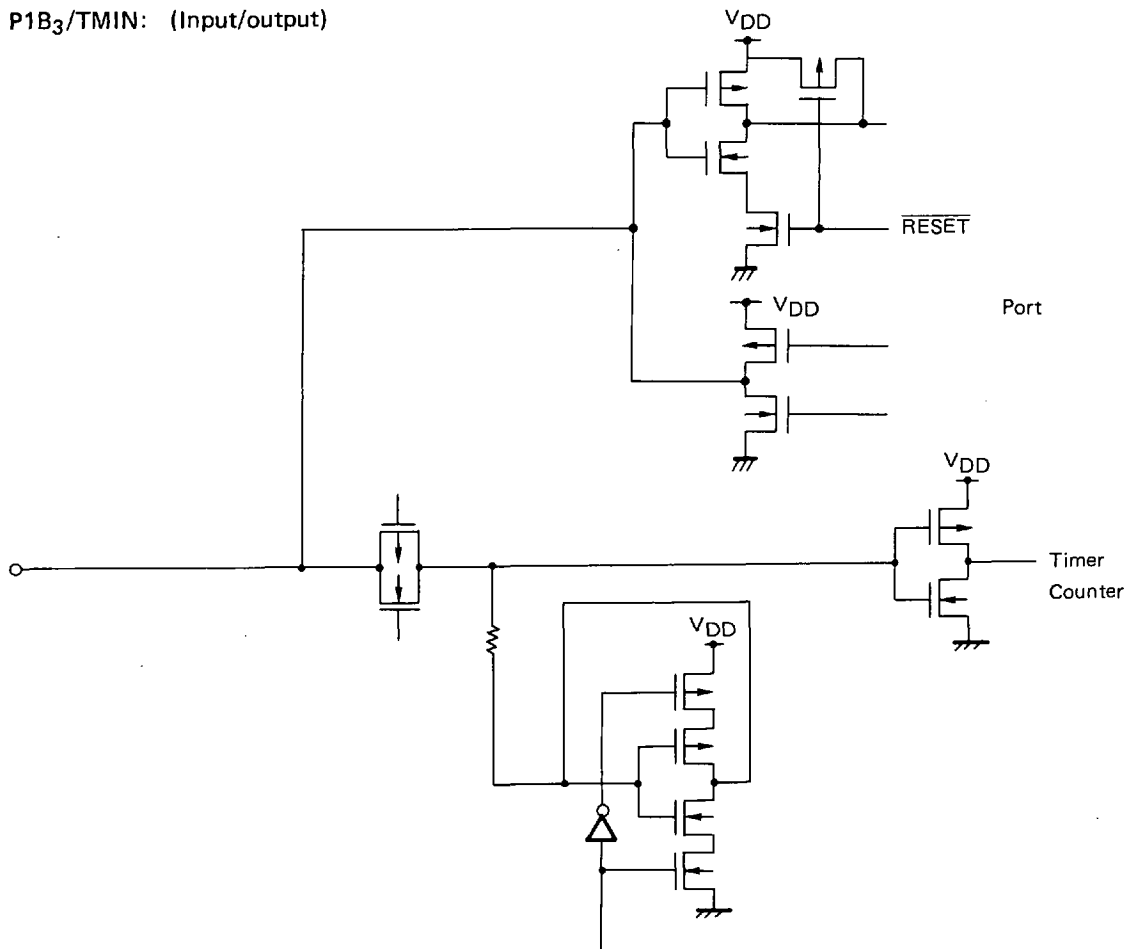 P1B₃/TMIN: (Input/output)
VDD
RESET
VDD
Port
VDD
Timer
Counter
VDD